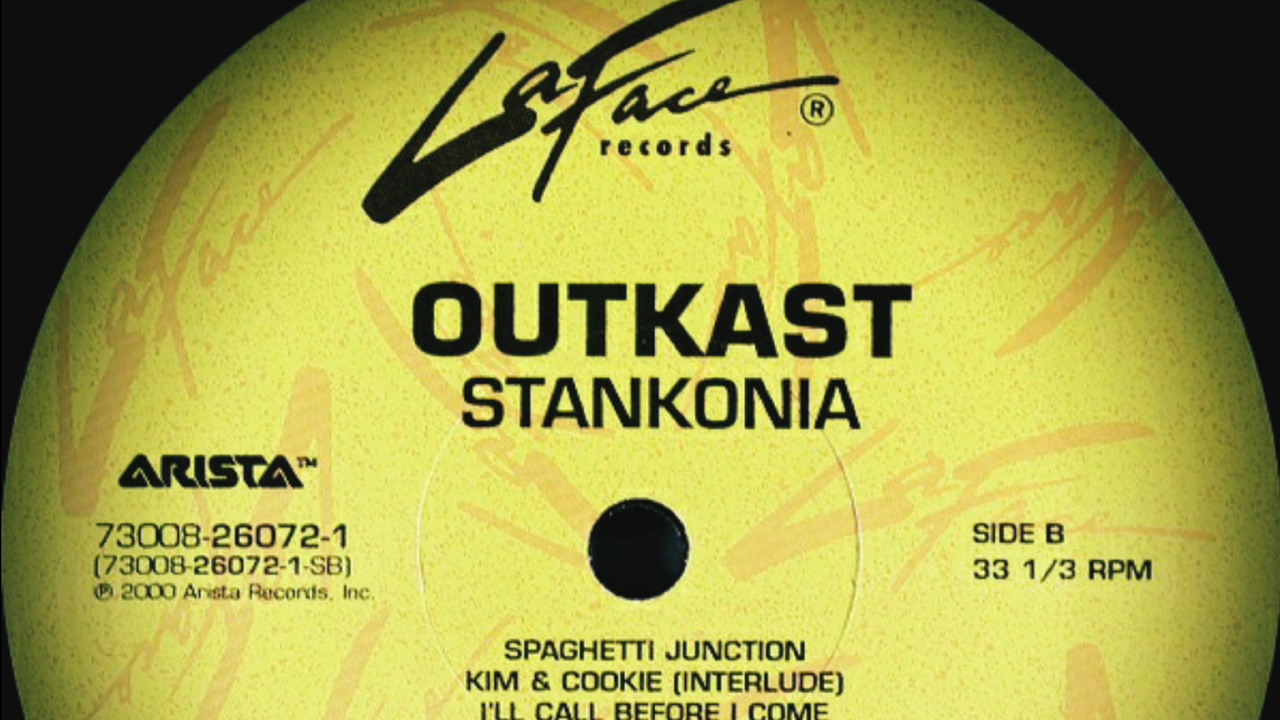 LaFace ®
records
OUTKAST
STANKONIA
ARISTA™
73008-26072-1
(73008-26072-1-SB)
℗ 2000 Arista Records, Inc.
SIDE B
33 1/3 RPM
SPAGHETTI JUNCTION
KIM & COOKIE (INTERLUDE)
I'LL CALL BEFORE I COME